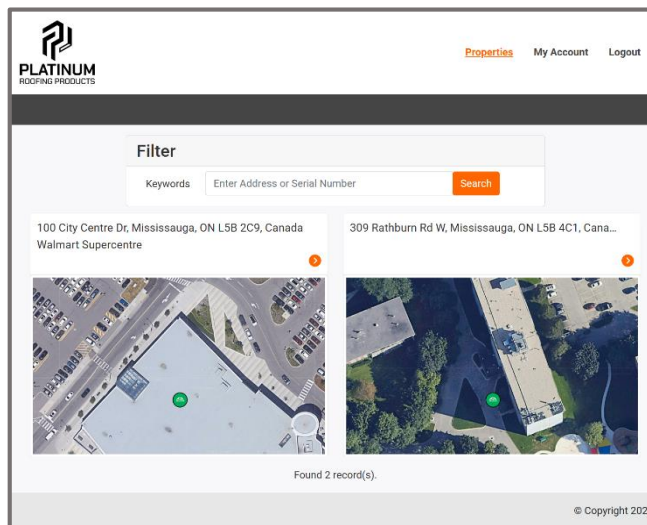 PLATINUM
ROOFING PRODUCTS
Properties My Account Logout
Filter
Keywords Enter Address or Serial Number Search
100 City Centre Dr, Mississauga, ON L5B 2C9, Canada
Walmart Supercentre
309 Rathburn Rd W, Mississauga, ON L5B 4C1, Cana...
Found 2 record(s).
© Copyright 202